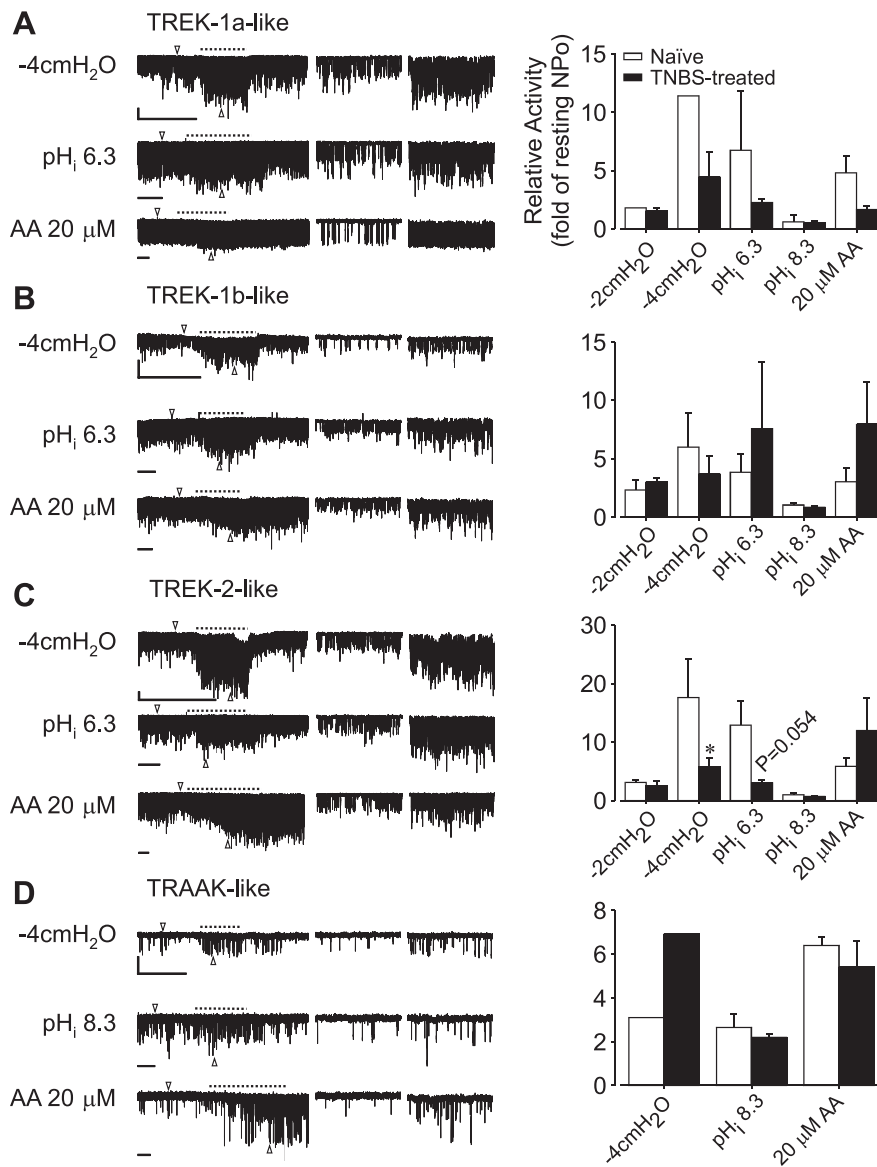 A
TREK-1a-like
-4cmH₂O
pHᵢ 6.3
AA 20 μM
Relative Activity
(fold of resting NPo)
15
10
5
0
Naïve
TNBS-treated
-2cmH₂O
-4cmH₂O
pHᵢ 6.3
pHᵢ 8.3
20 μM AA
B
TREK-1b-like
-4cmH₂O
pHᵢ 6.3
AA 20 μM
15
10
5
0
-2cmH₂O
-4cmH₂O
pHᵢ 6.3
pHᵢ 8.3
20 μM AA
C
TREK-2-like
-4cmH₂O
pHᵢ 6.3
AA 20 μM
30
20
10
0
*
P=0.054
-2cmH₂O
-4cmH₂O
pHᵢ 6.3
pHᵢ 8.3
20 μM AA
D
TRAAK-like
-4cmH₂O
pHᵢ 8.3
AA 20 μM
8
6
4
2
0
-4cmH₂O
pHᵢ 8.3
20 μM AA